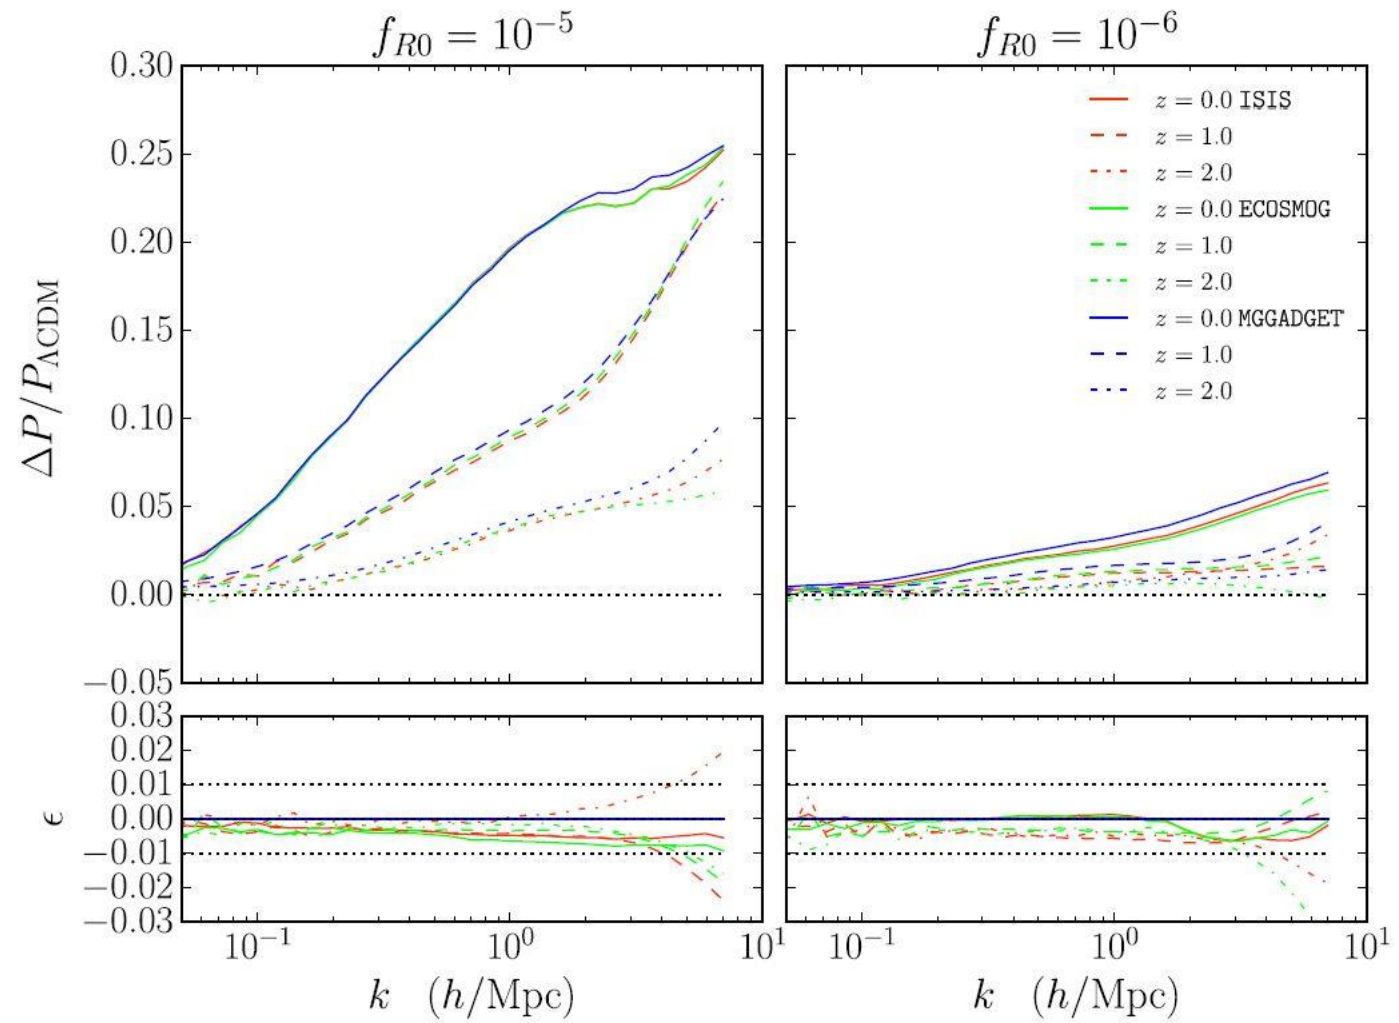 f_{R0} = 10^{-5}
f_{R0} = 10^{-6}
0.30
0.25
0.20
0.15
0.10
0.05
0.00
−0.05
ΔP/P_{ΛCDM}
z = 0.0 ISIS
z = 1.0
z = 2.0
z = 0.0 ECOSMOG
z = 1.0
z = 2.0
z = 0.0 MGGADGET
z = 1.0
z = 2.0
0.03
0.02
0.01
0.00
−0.01
−0.02
−0.03
ϵ
10^{-1} 10^{0} 10^{1}
10^{-1} 10^{0} 10^{1}
k (h/Mpc)
k (h/Mpc)